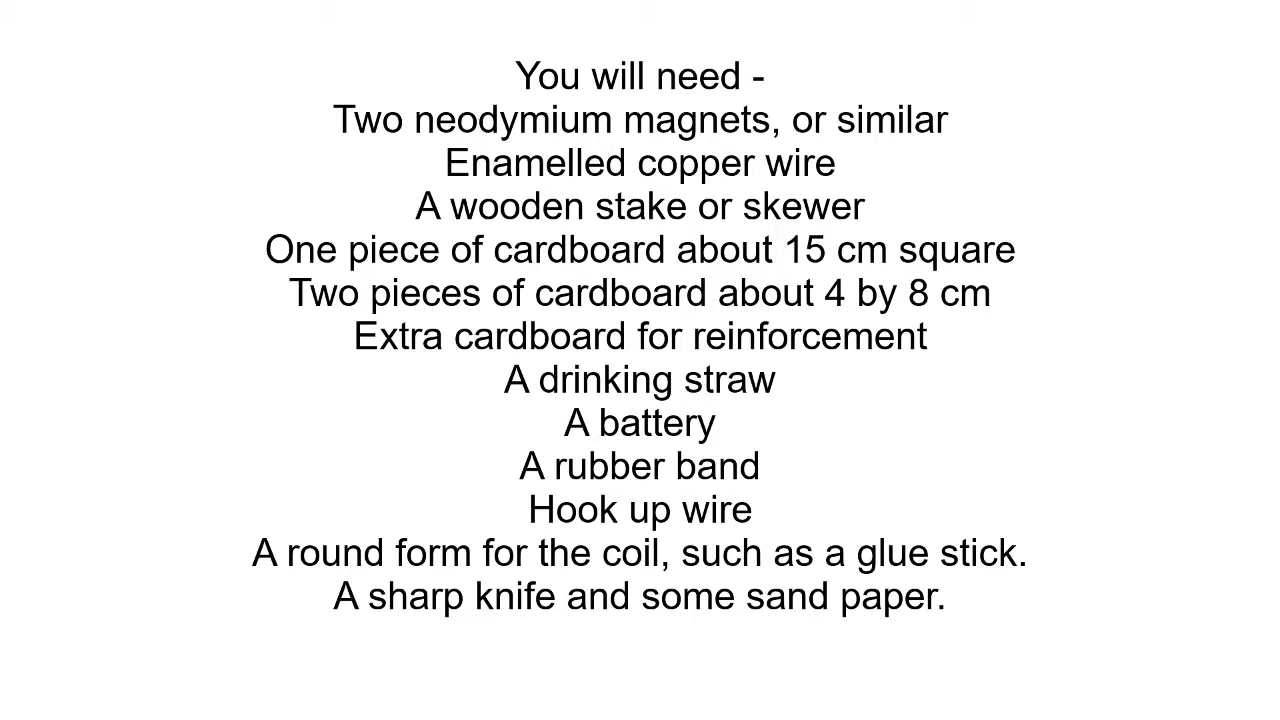 You will need -
Two neodymium magnets, or similar
Enamelled copper wire
A wooden stake or skewer
One piece of cardboard about 15 cm square
Two pieces of cardboard about 4 by 8 cm
Extra cardboard for reinforcement
A drinking straw
A battery
A rubber band
Hook up wire
A round form for the coil, such as a glue stick.
A sharp knife and some sand paper.